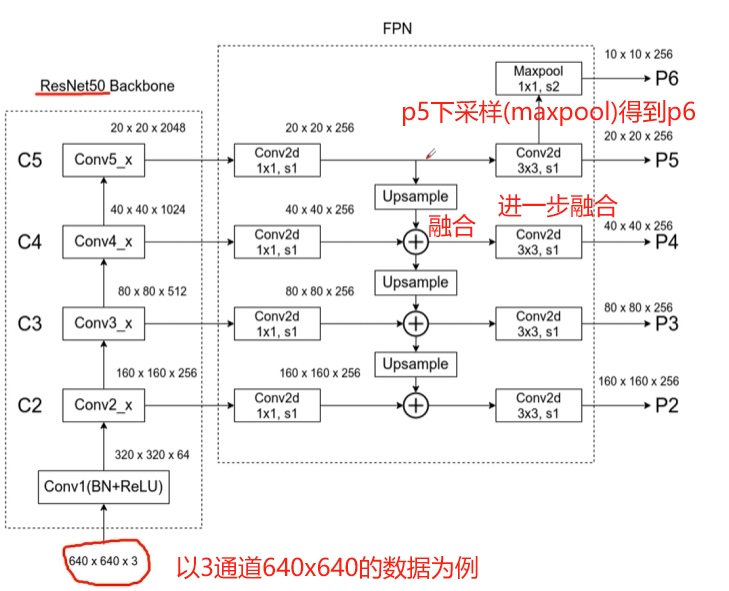 FPN
10 x 10 x 256
Maxpool
1x1, s2
P6
ResNet50 Backbone
p5下采样(maxpool)得到p6
20 x 20 x 2048
20 x 20 x 256
20 x 20 x 256
C5
Conv5_x
Conv2d
1x1, s1
Conv2d
3x3, s1
P5
Upsample
进一步融合
40 x 40 x 1024
40 x 40 x 256
融合
40 x 40 x 256
C4
Conv4_x
Conv2d
1x1, s1
Conv2d
3x3, s1
P4
Upsample
80 x 80 x 512
80 x 80 x 256
80 x 80 x 256
C3
Conv3_x
Conv2d
1x1, s1
Conv2d
3x3, s1
P3
Upsample
160 x 160 x 256
160 x 160 x 256
160 x 160 x 256
C2
Conv2_x
Conv2d
1x1, s1
Conv2d
3x3, s1
P2
320 x 320 x 64
Conv1(BN+ReLU)
640 x 640 x 3
以3通道640x640的数据为例